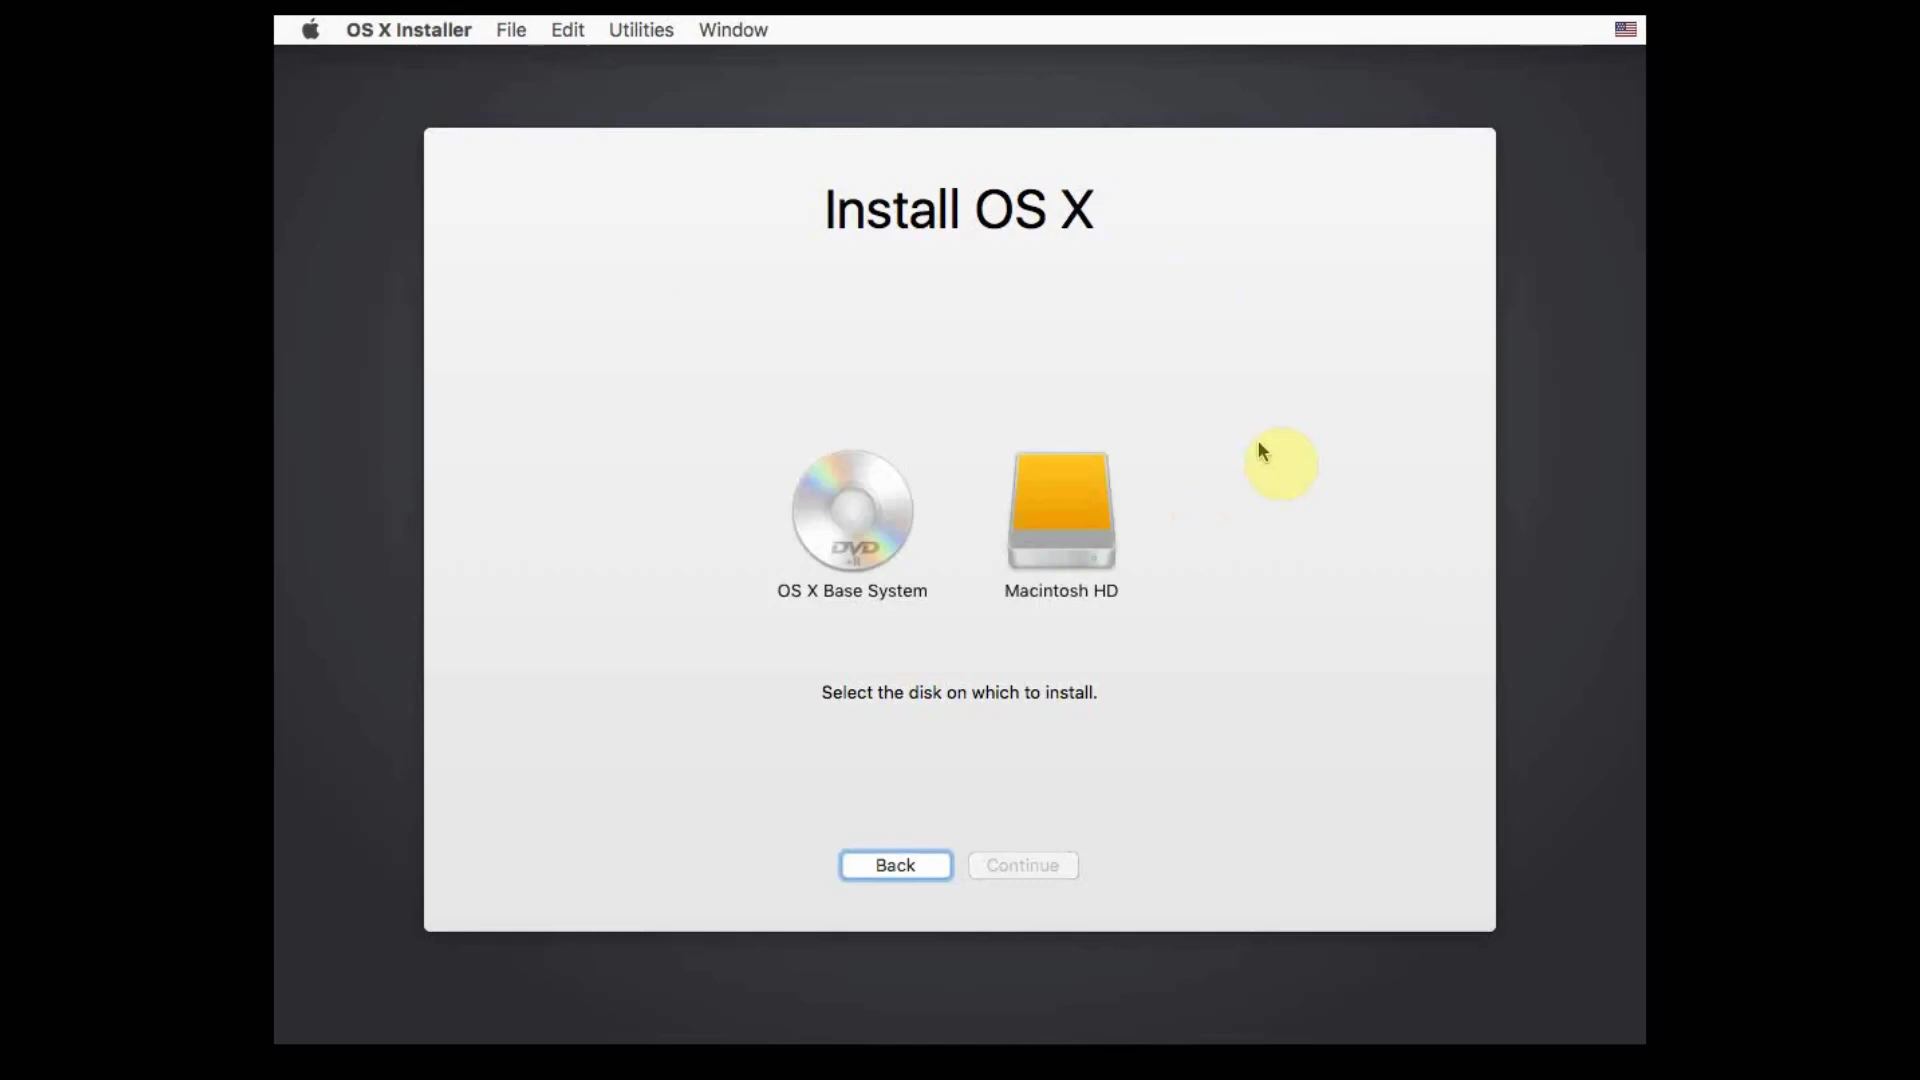 OS X Installer File Edit Utilities Window
Install OS X
DVD
+R
OS X Base System
Macintosh HD
Select the disk on which to install.
Back
Continue